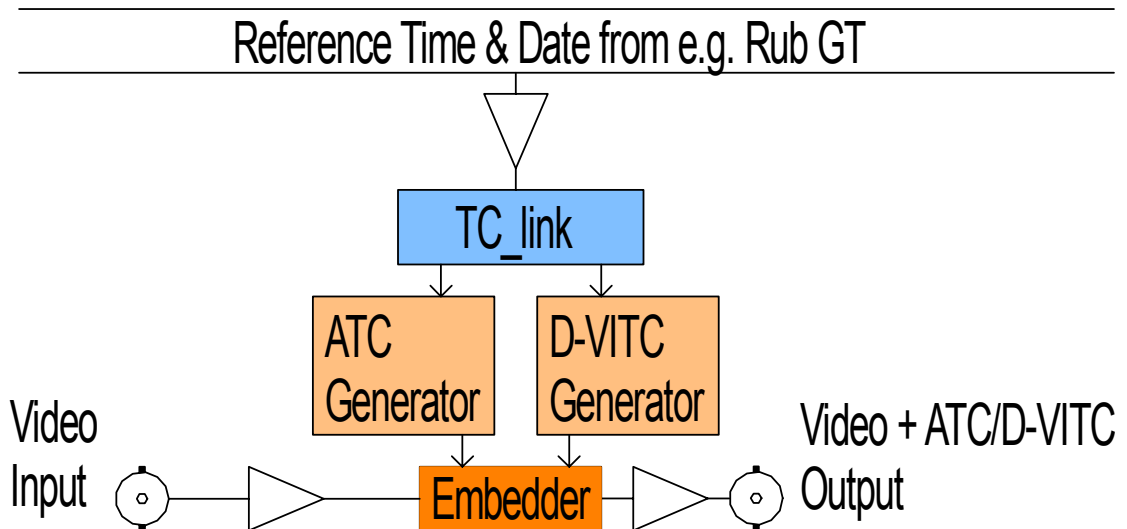 Reference Time & Date from e.g. Rub GT
TC_link
ATC
Generator
D-VITC
Generator
Video
Input
Embedder
Video + ATC/D-VITC
Output